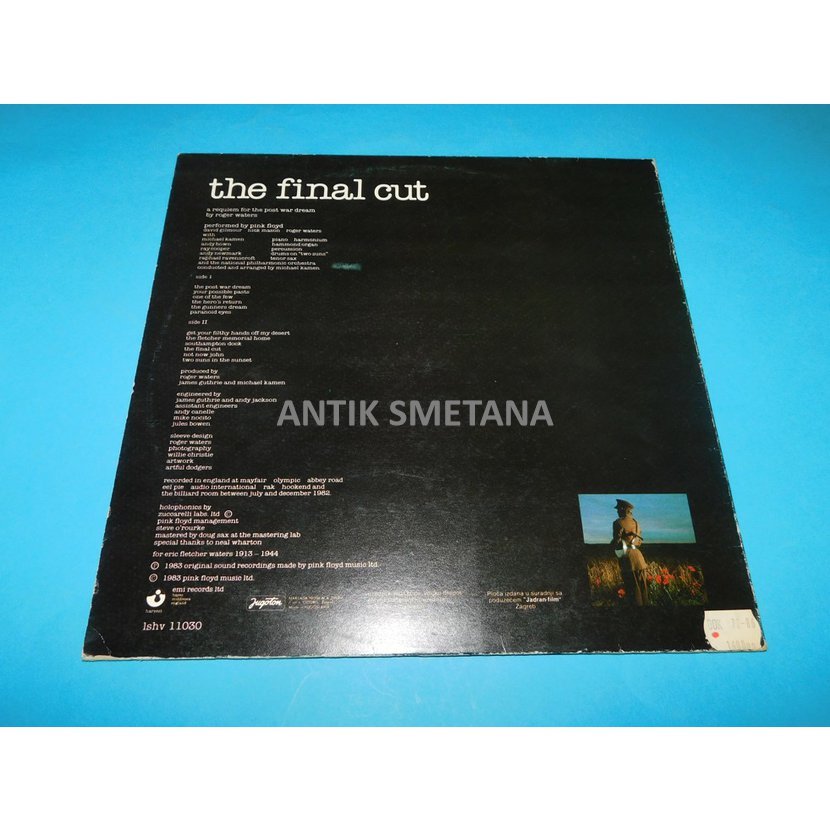 the final cut
a requiem for the post war dream
by roger waters
performed by pink floyd
david gilmour nick mason roger waters
with
michael kamen piano harmonium
andy bown hammond organ
ray cooper percussion
andy newmark drums on "two suns"
raphael ravenscroft tenor sax
and the national philharmonic orchestra
conducted and arranged by michael kamen
side I
the post war dream
your possible pasts
one of the few
the hero's return
the gunners dream
paranoid eyes
side II
get your filthy hands off my desert
the fletcher memorial home
southampton dock
the final cut
not now john
two suns in the sunset
produced by
roger waters
james guthrie and michael kamen
engineered by
james guthrie and andy jackson
assistant engineers
andy canelle
mike nocito
jules bowen
ANTIK SMETANA
sleeve design
roger waters
photography
willie christie
artwork
artful dodgers
recorded in england at mayfair olympic abbey road
eel pie audio international rak hookend and
the billiard room between july and december 1982.
holophonics by
zuccarelli labs. ltd ©
pink floyd management
steve o'rourke
mastered by doug sax at the mastering lab
special thanks to neal wharton
for eric fletcher waters 1913 – 1944
℗ 1983 original sound recordings made by pink floyd music ltd.
© 1983 pink floyd music ltd.
emi records ltd
hayes
middlesex
england
harvest
Jugoton
Ploča izdana u suradnji sa
poduzećem "Jadran-film"
Zagreb
lshv 11030